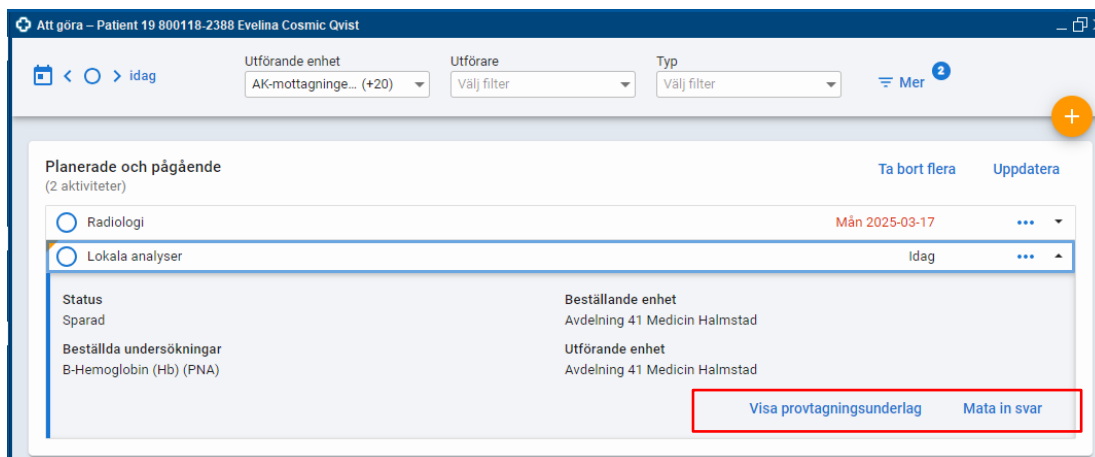 Att göra – Patient 19 800118-2388 Evelina Cosmic Qvist
idag
Utförande enhet
AK-mottagninge... (+20)
Utförare
Välj filter
Typ
Välj filter
Mer
2
+
Planerade och pågående
(2 aktiviteter)
Ta bort flera
Uppdatera
Radiologi
Mån 2025-03-17
Lokala analyser
Idag
Status
Sparad
Beställande enhet
Avdelning 41 Medicin Halmstad
Beställda undersökningar
B-Hemoglobin (Hb) (PNA)
Utförande enhet
Avdelning 41 Medicin Halmstad
Visa provtagningsunderlag
Mata in svar